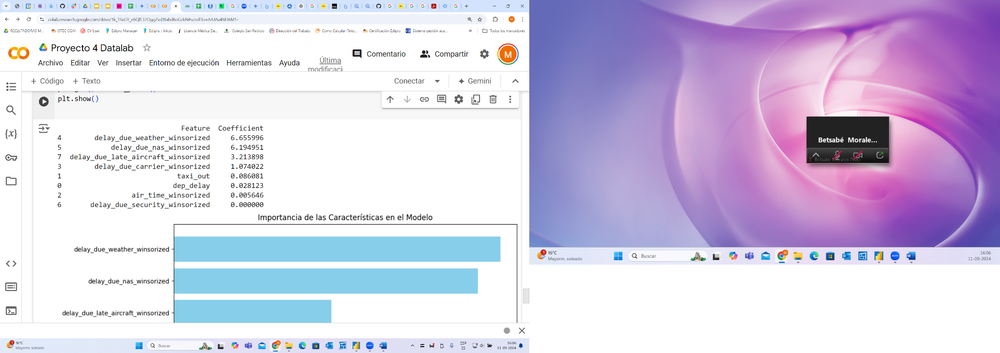 colab.research.google.com/drive/1k_TSvGY_e6QfE37OggZvdJ8ahd6oGzkN#scrollTo=AAJAv4M36M1-
RECLUTADORAS M...
OTEC CGAI
CV User
Edipro Manager
Edipro :: Inicio
Licencia Médica Ele...
Colegio San Patricio
Dirección del Trabajo
Como Calcular Finiq...
Certificación Edipro
Sistema gestión aca...
»
Todos los marcadores
Proyecto 4 Datalab
Comentario
Compartir
M
Archivo Editar Ver Insertar Entorno de ejecución Herramientas Ayuda
Última
modificaci
+ Código + Texto
Conectar
Gemini
plt.show()
Feature Coefficient
4 delay_due_weather_winsorized 6.655996
5 delay_due_nas_winsorized 6.194951
7 delay_due_late_aircraft_winsorized 3.213898
3 delay_due_carrier_winsorized 1.074022
1 taxi_out 0.086081
0 dep_delay 0.028123
2 air_time_winsorized 0.005646
6 delay_due_security_winsorized 0.000000
Importancia de las Características en el Modelo
delay_due_weather_winsorized
delay_due_nas_winsorized
delay_due_late_aircraft_winsorized
16°C
Mayorm. soleado
Buscar
ESP
ES
16:06
11-09-2024
Betsabé Morale...
Betsabé Morales (MX)
16°C
Mayorm. soleado
Buscar
16:06
11-09-2024